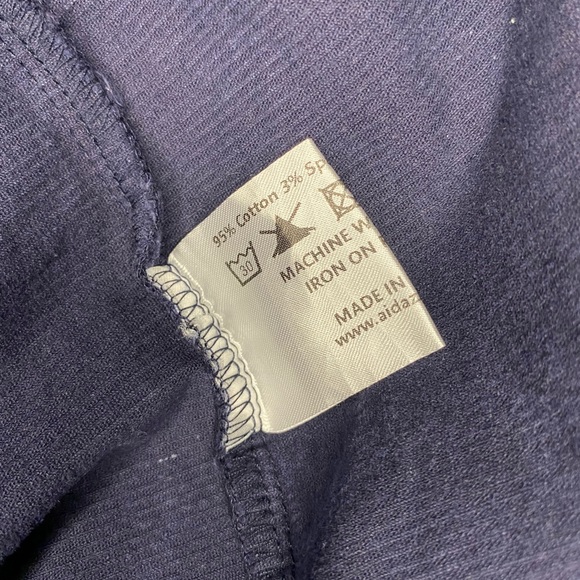 95% Cotton 3% Sp
30
MACHINE W
IRON ON
MADE IN
www.aidaz